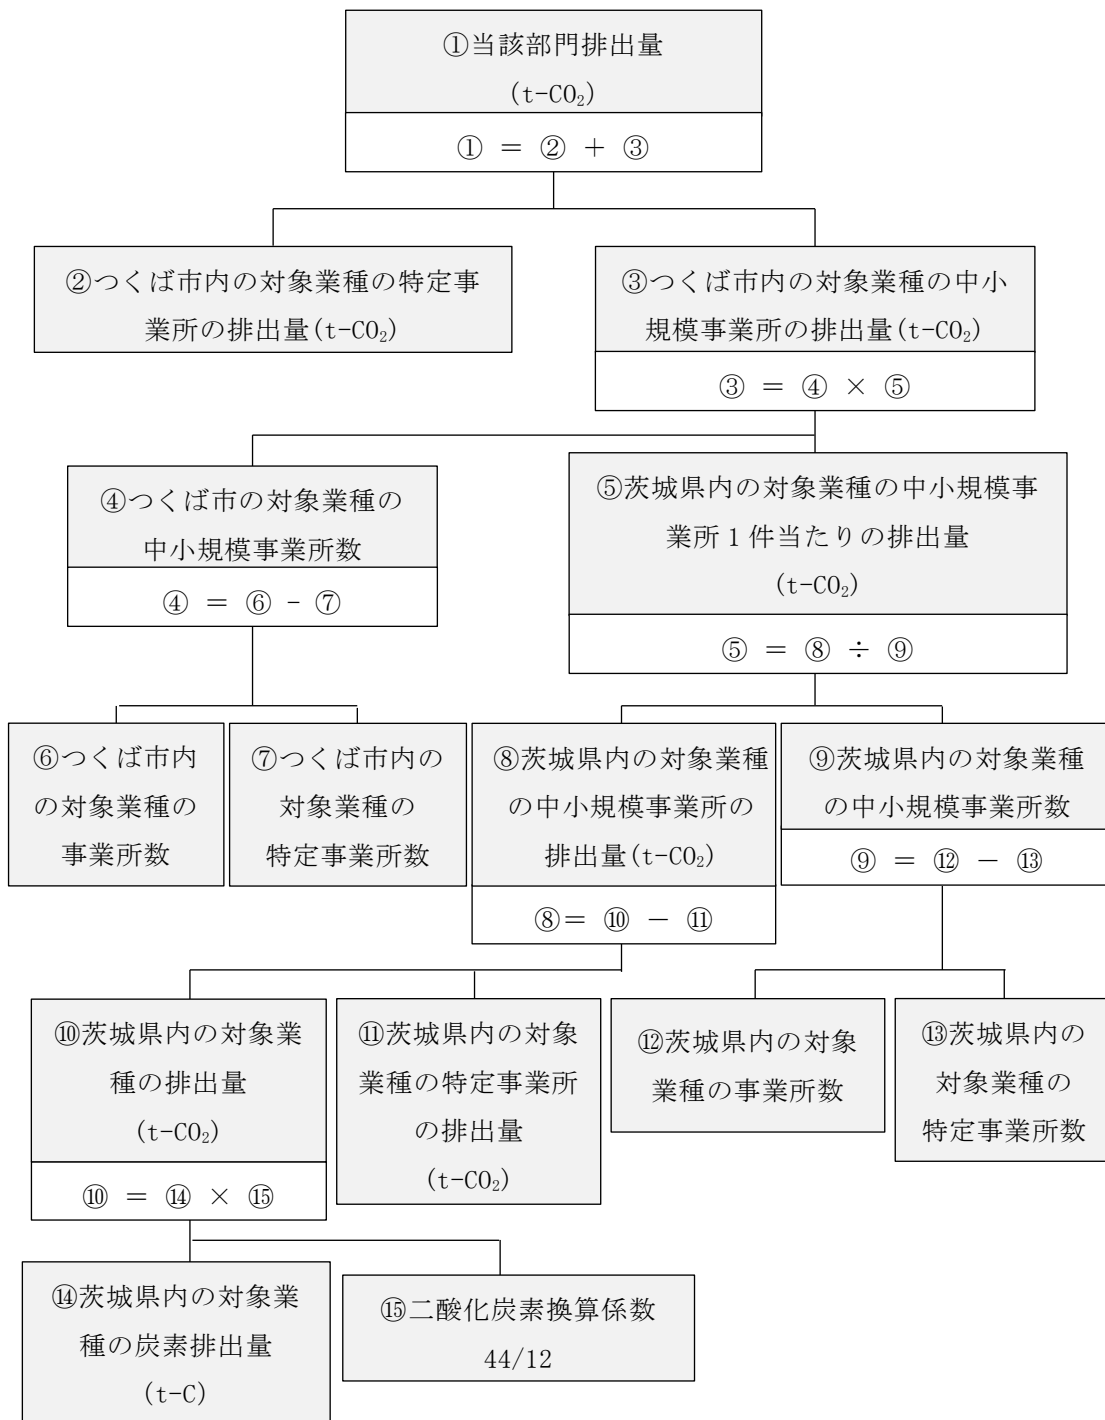 ①当該部門排出量
(t-CO₂)
① = ② + ③
②つくば市内の対象業種の特定事
業所の排出量(t-CO₂)
③つくば市内の対象業種の中小
規模事業所の排出量(t-CO₂)
③ = ④ × ⑤
④つくば市の対象業種の
中小規模事業所数
④ = ⑥ - ⑦
⑤茨城県内の対象業種の中小規模事
業所1件当たりの排出量
(t-CO₂)
⑤ = ⑧ ÷ ⑨
⑥つくば市内
の対象業種の
事業所数
⑦つくば市内の
対象業種の
特定事業所数
⑧茨城県内の対象業種
の中小規模事業所の
排出量(t-CO₂)
⑧= ⑩ － ⑪
⑨茨城県内の対象業種
の中小規模事業所数
⑨ = ⑫ － ⑬
⑩茨城県内の対象業
種の排出量
(t-CO₂)
⑩ = ⑭ × ⑮
⑪茨城県内の対象
業種の特定事業所
の排出量
(t-CO₂)
⑫茨城県内の対象
業種の事業所数
⑬茨城県内の
対象業種の
特定事業所数
⑭茨城県内の対象業
種の炭素排出量
(t-C)
⑮二酸化炭素換算係数
44/12